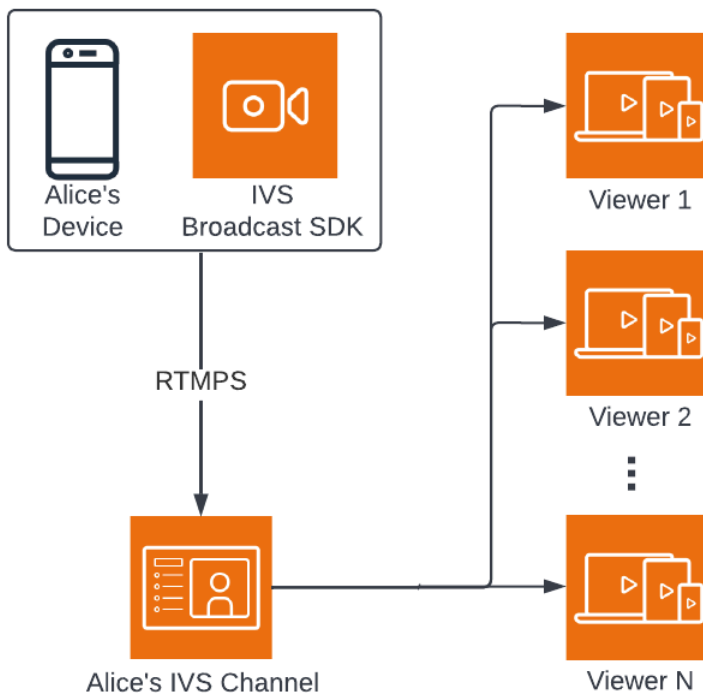 Alice's
Device
IVS
Broadcast SDK
Viewer 1
RTMPS
Viewer 2
Alice's IVS Channel
Viewer N